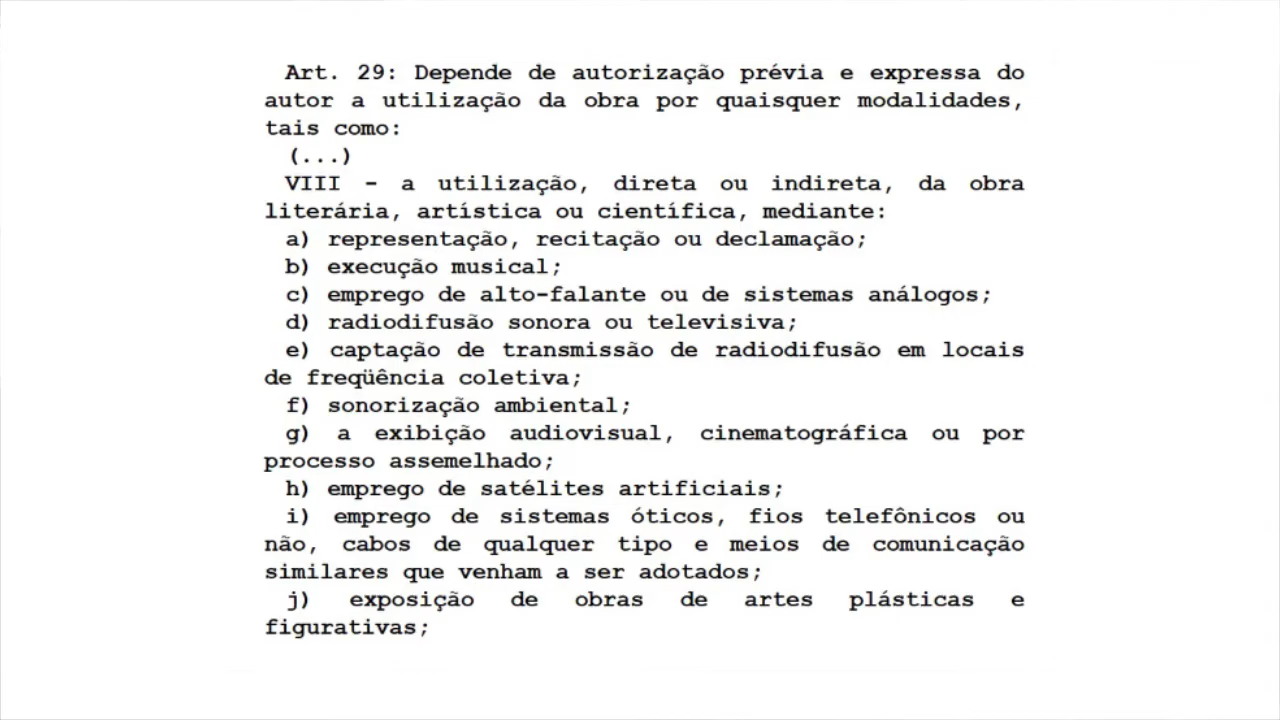 Art. 29: Depende de autorização prévia e expressa do
autor a utilização da obra por quaisquer modalidades,
tais como:
(...)
VIII - a utilização, direta ou indireta, da obra
literária, artística ou científica, mediante:
a) representação, recitação ou declamação;
b) execução musical;
c) emprego de alto-falante ou de sistemas análogos;
d) radiodifusão sonora ou televisiva;
e) captação de transmissão de radiodifusão em locais
de freqüência coletiva;
f) sonorização ambiental;
g) a exibição audiovisual, cinematográfica ou por
processo assemelhado;
h) emprego de satélites artificiais;
i) emprego de sistemas óticos, fios telefônicos ou
não, cabos de qualquer tipo e meios de comunicação
similares que venham a ser adotados;
j) exposição de obras de artes plásticas e
figurativas;